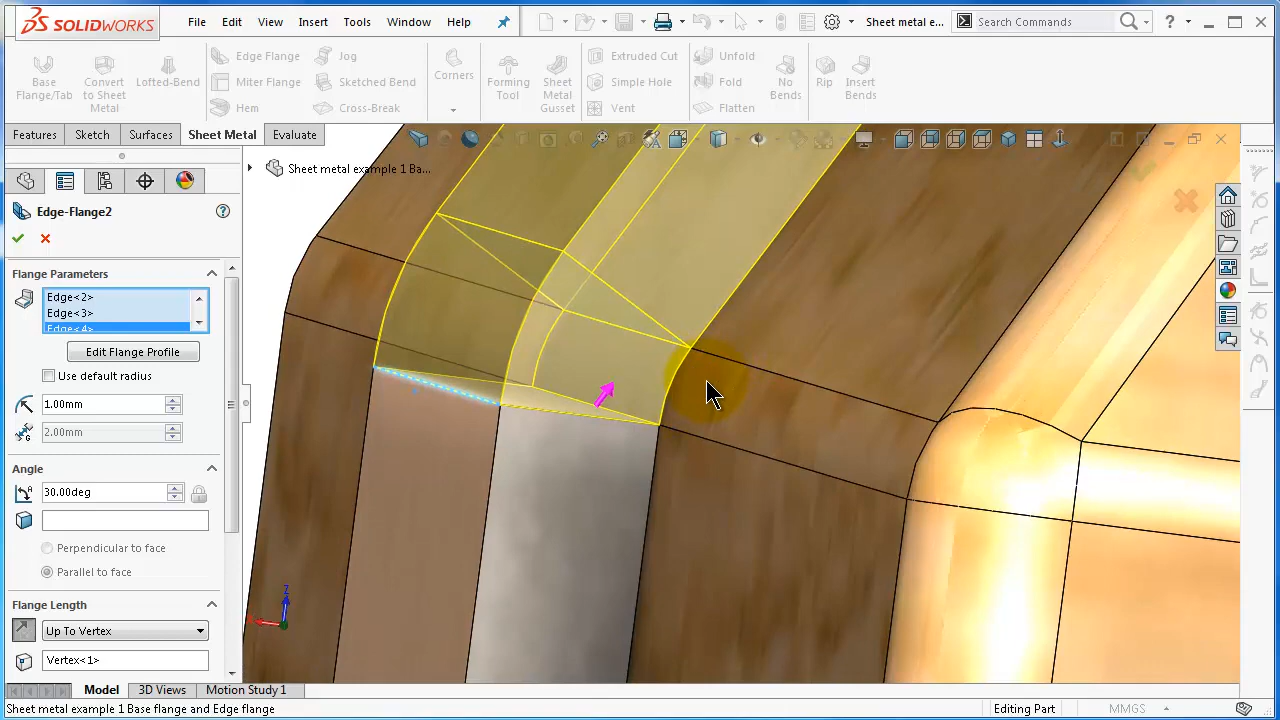 SOLIDWORKS File Edit View Insert Tools Window Help Sheet metal e... Search Commands
Base Flange/Tab
Convert to Sheet Metal
Lofted-Bend
Edge Flange
Miter Flange
Hem
Jog
Sketched Bend
Cross-Break
Corners
Forming Tool
Sheet Metal Gusset
Extruded Cut
Simple Hole
Vent
Unfold
Fold
Flatten
No Bends
Rip
Insert Bends
Features Sketch Surfaces Sheet Metal Evaluate
Sheet metal example 1 Ba...
Edge-Flange2
Flange Parameters
Edge<2>
Edge<3>
Edge<4>
Edit Flange Profile
Use default radius
1.00mm
2.00mm
Angle
30.00deg
Perpendicular to face
Parallel to face
Flange Length
Up To Vertex
Vertex<1>
Z
Model 3D Views Motion Study 1
Sheet metal example 1 Base flange and Edge flange Editing Part MMGS